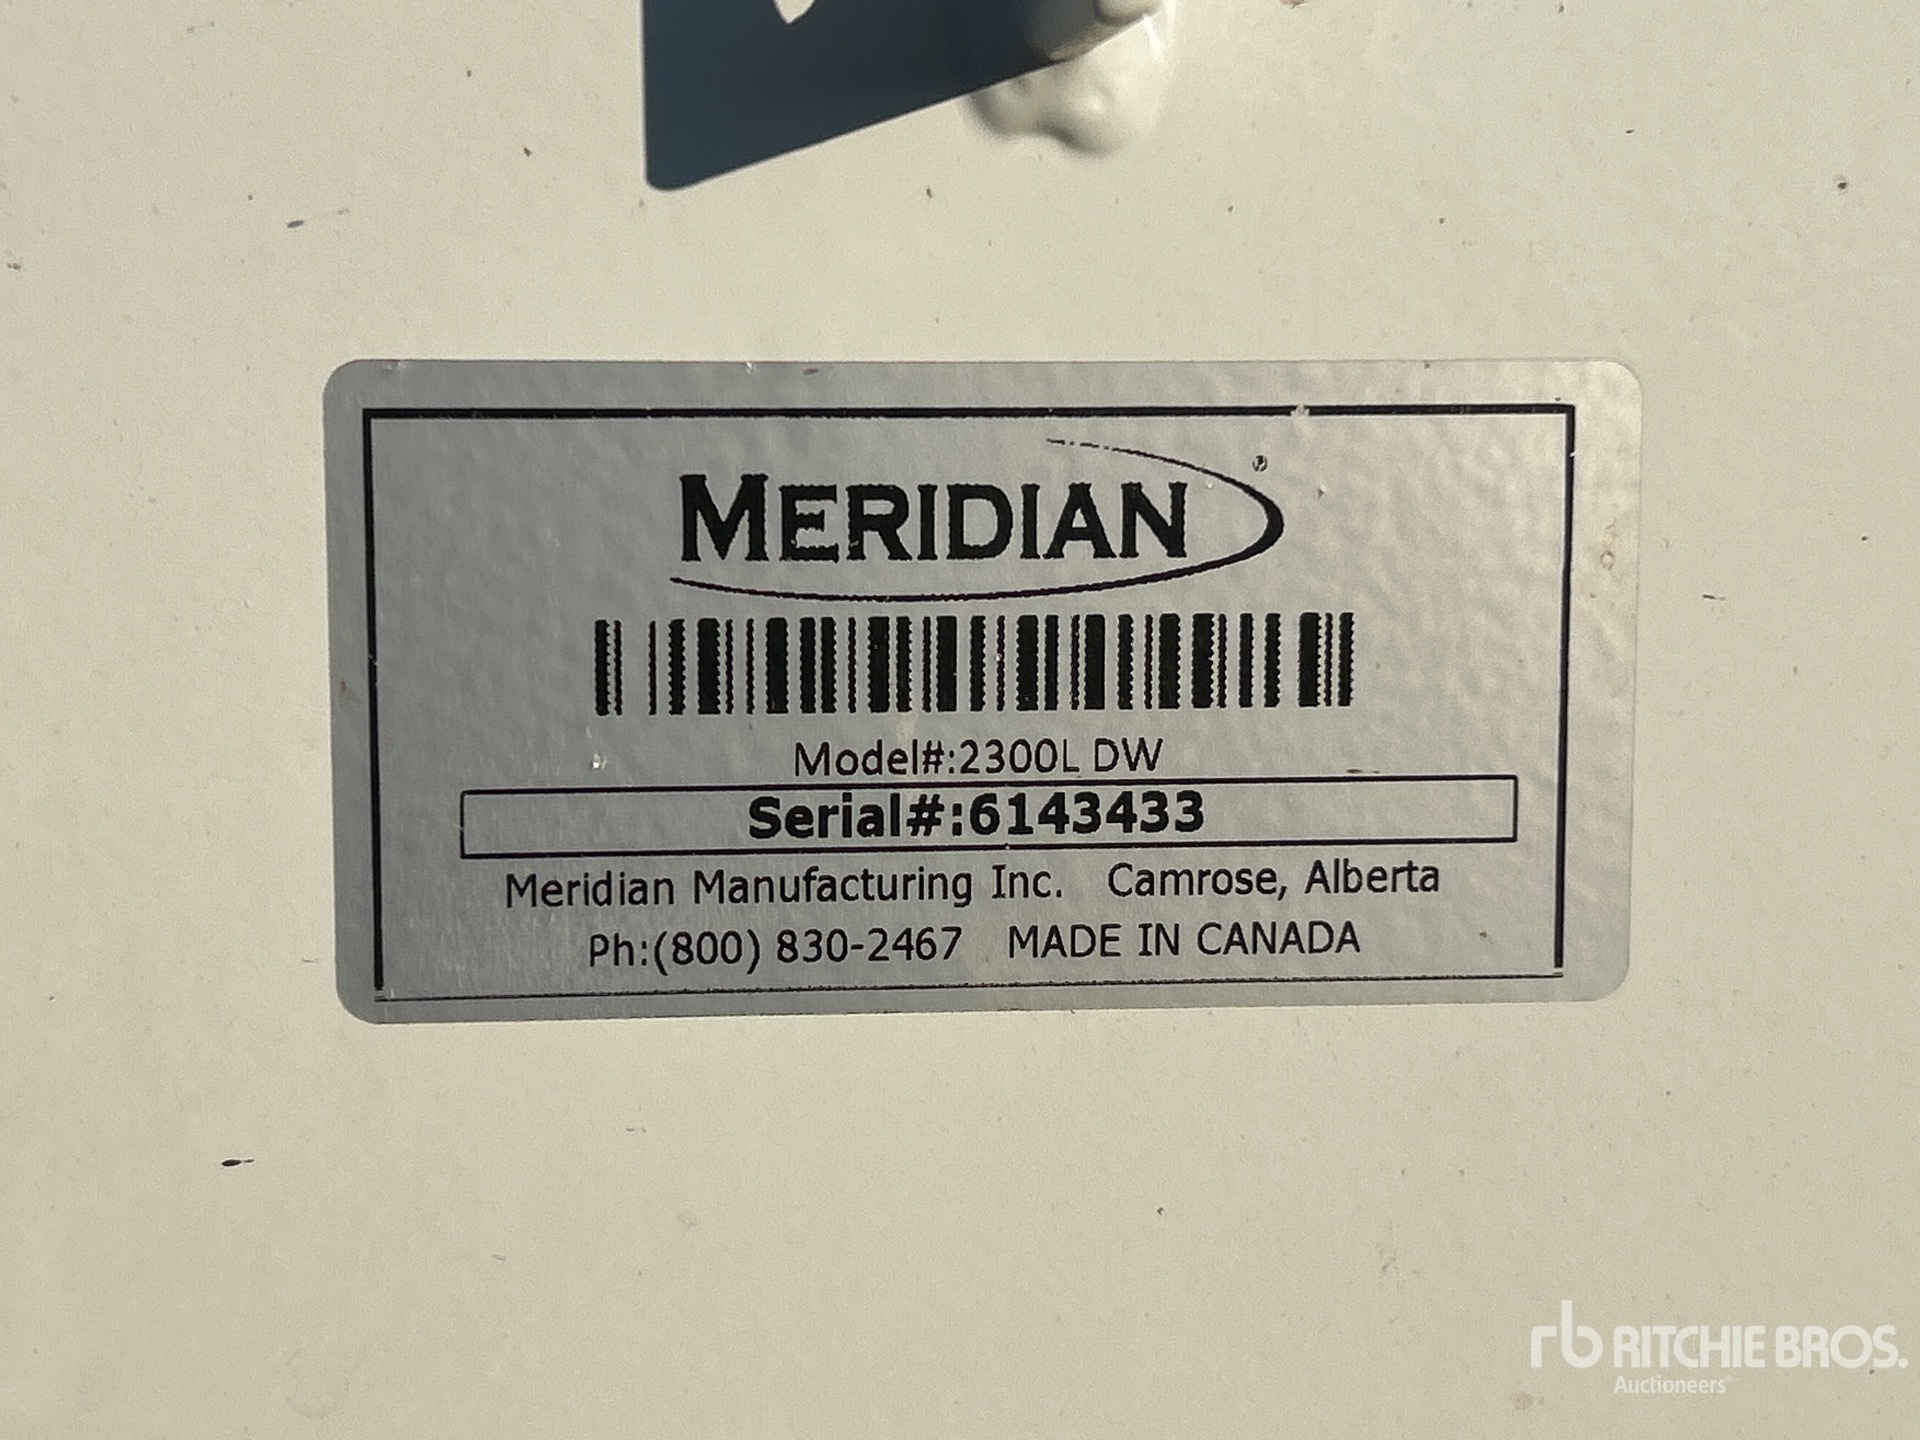 MERIDIAN®
Model#:2300L DW
Serial#:6143433
Meridian Manufacturing Inc. Camrose, Alberta
Ph:(800) 830-2467 MADE IN CANADA
rb RITCHIE BROS.
Auctioneers